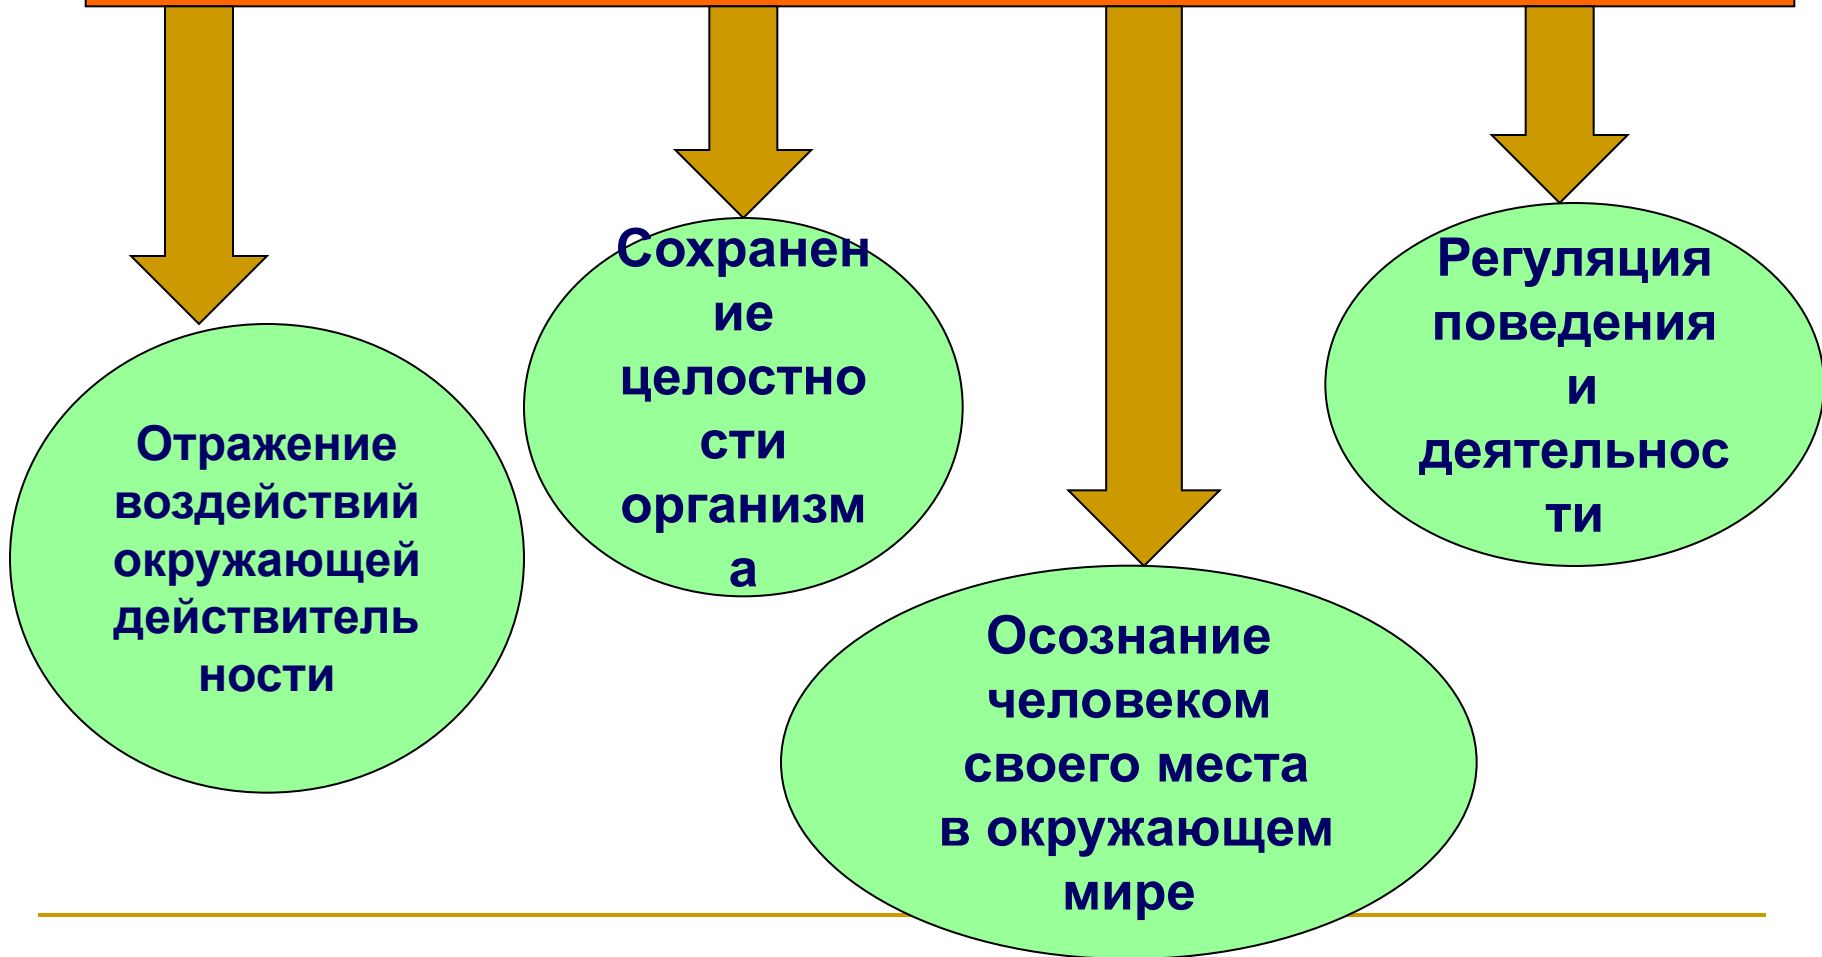 Отражение
воздействий
окружающей
действитель
ности
Сохранен
ие
целостно
сти
организм
а
Осознание
человеком
своего места
в окружающем
мире
Регуляция
поведения
и
деятельнос
ти